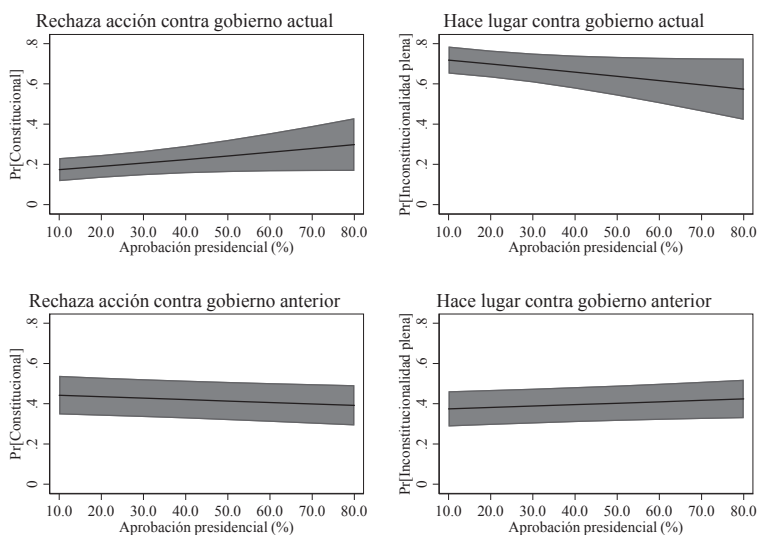 Rechaza acción contra gobierno actual
Pr[Constitucional]
.8
.6
.4
.2
0
10.0 20.0 30.0 40.0 50.0 60.0 70.0 80.0
Aprobación presidencial (%)
Hace lugar contra gobierno actual
Pr[Inconstitucionalidad plena]
.8
.6
.4
.2
0
10.0 20.0 30.0 40.0 50.0 60.0 70.0 80.0
Aprobación presidencial (%)
Rechaza acción contra gobierno anterior
Pr[Constitucional]
.8
.6
.4
.2
0
10.0 20.0 30.0 40.0 50.0 60.0 70.0 80.0
Aprobación presidencial (%)
Hace lugar contra gobierno anterior
Pr[Inconstitucionalidad plena]
.8
.6
.4
.2
0
10.0 20.0 30.0 40.0 50.0 60.0 70.0 80.0
Aprobación presidencial (%)